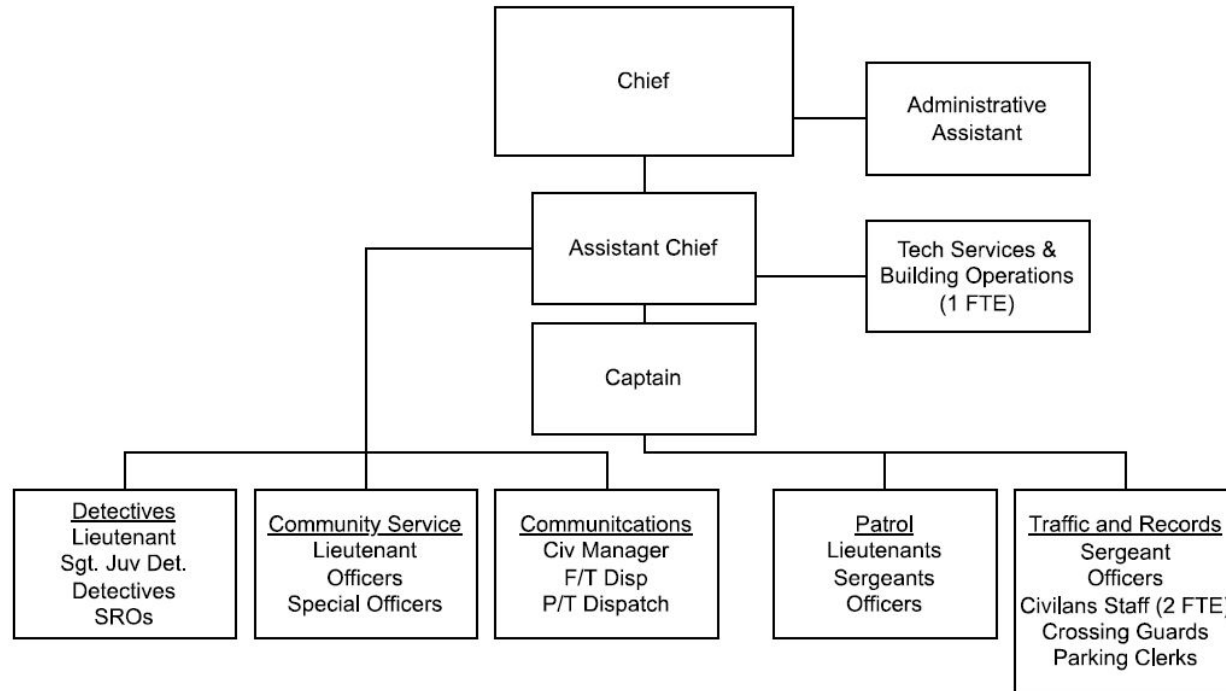 Chief
Administrative
Assistant
Assistant Chief
Tech Services &
Building Operations
(1 FTE)
Captain
Detectives
Lieutenant
Sgt. Juv Det.
Detectives
SROs
Community Service
Lieutenant
Officers
Special Officers
Communitcations
Civ Manager
F/T Disp
P/T Dispatch
Patrol
Lieutenants
Sergeants
Officers
Traffic and Records
Sergeant
Officers
Civilans Staff (2 FTE)
Crossing Guards
Parking Clerks